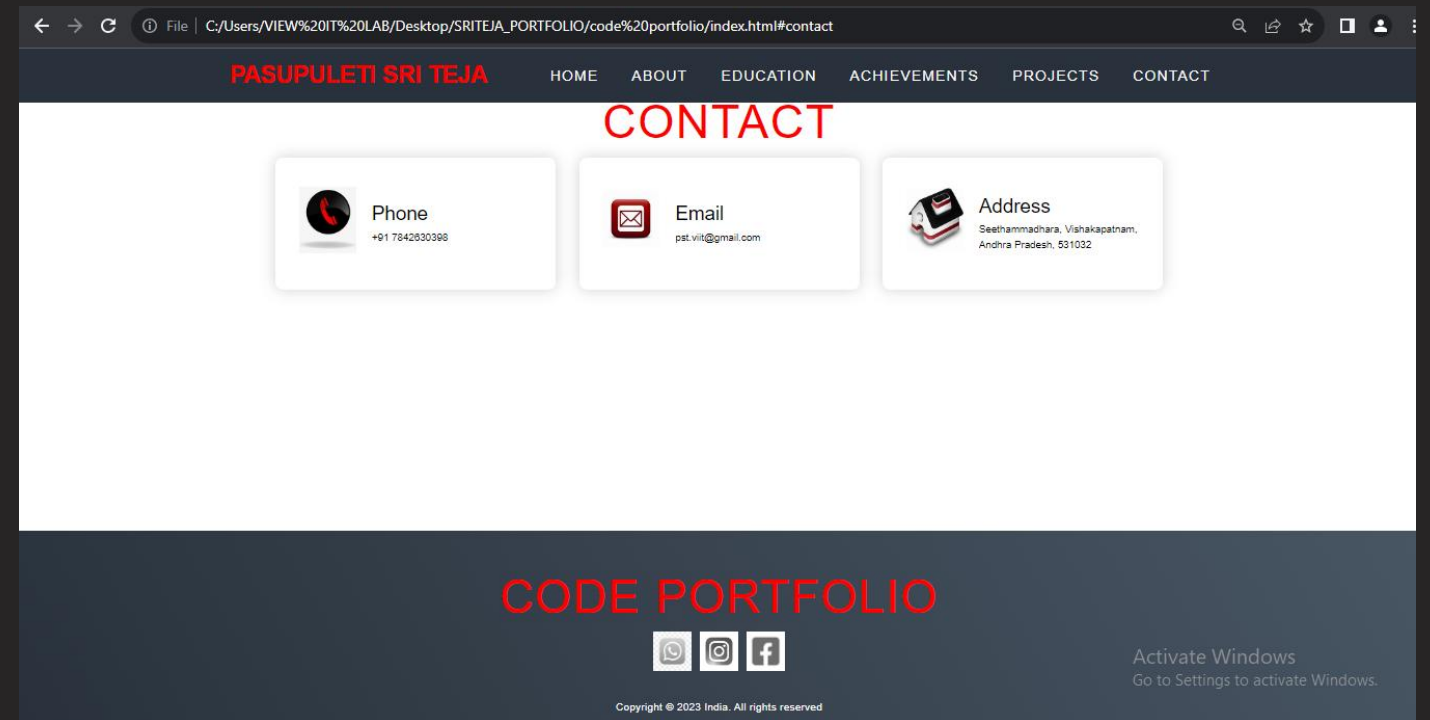 File | C:/Users/VIEW%20IT%20LAB/Desktop/SRITEJA_PORTFOLIO/code%20portfolio/index.html#contact
PASUPULETI SRI TEJA HOME ABOUT EDUCATION ACHIEVEMENTS PROJECTS CONTACT
CONTACT
Phone
+91 7842630398
Email
pst.viit@gmail.com
Address
Seethammadhara, Vishakapatnam,
Andhra Pradesh, 531032
CODE PORTFOLIO
Activate Windows
Go to Settings to activate Windows.
Copyright © 2023 India. All rights reserved